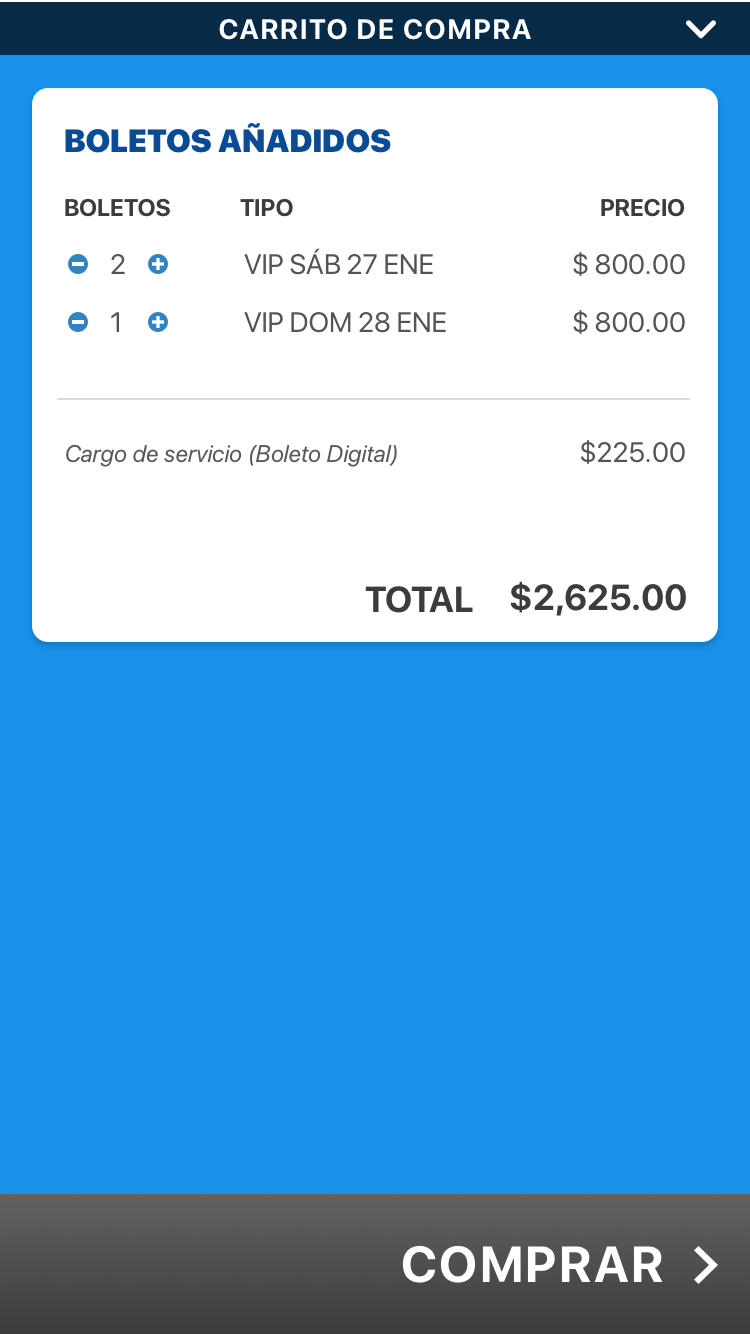 CARRITO DE COMPRA
BOLETOS AÑADIDOS
BOLETOS TIPO PRECIO
2 VIP SÁB 27 ENE $ 800.00
1 VIP DOM 28 ENE $ 800.00
Cargo de servicio (Boleto Digital) $225.00
TOTAL $2,625.00
COMPRAR